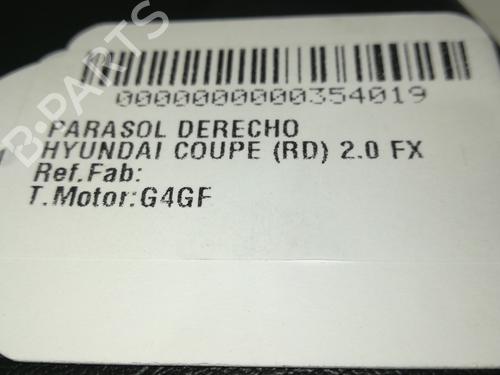 0000000000354019
PARASOL DERECHO
HYUNDAI COUPE (RD) 2.0 FX
Ref.Fab:
T.Motor:G4GF
B-PARTS